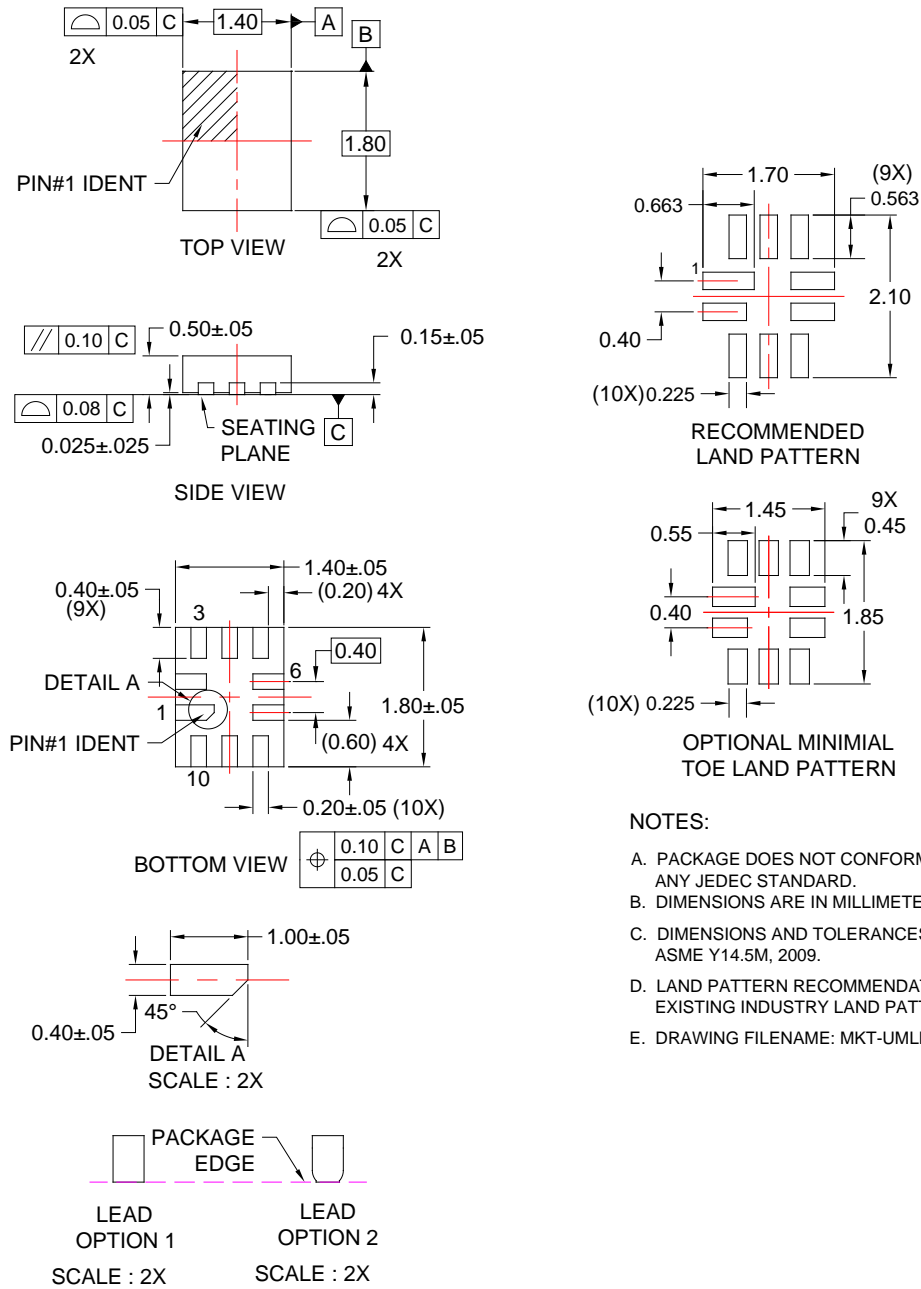 0.05 C
1.40
A
B
2X
1.80
PIN#1 IDENT
0.05 C
TOP VIEW
2X
// 0.10 C
0.50±.05
0.15±.05
0.08 C
SEATING
PLANE
C
0.025±.025
SIDE VIEW
1.40±.05
0.40±.05
(9X)
(0.20) 4X
3
0.40
DETAIL A
6
1
1.80±.05
PIN#1 IDENT
(0.60) 4X
10
0.20±.05 (10X)
BOTTOM VIEW
0.10 C A B
0.05 C
1.00±.05
45°
0.40±.05
DETAIL A
SCALE : 2X
PACKAGE
EDGE
LEAD
OPTION 1
SCALE : 2X
LEAD
OPTION 2
SCALE : 2X
1.70
(9X)
0.563
0.663
1
2.10
0.40
(10X) 0.225
RECOMMENDED
LAND PATTERN
1.45
9X
0.45
0.55
0.40
1.85
(10X) 0.225
OPTIONAL MINIMIAL
TOE LAND PATTERN
NOTES:
A. PACKAGE DOES NOT CONFORM
ANY JEDEC STANDARD.
B. DIMENSIONS ARE IN MILLIMETE
C. DIMENSIONS AND TOLERANCES
ASME Y14.5M, 2009.
D. LAND PATTERN RECOMMENDAT
EXISTING INDUSTRY LAND PATT
E. DRAWING FILENAME: MKT-UML